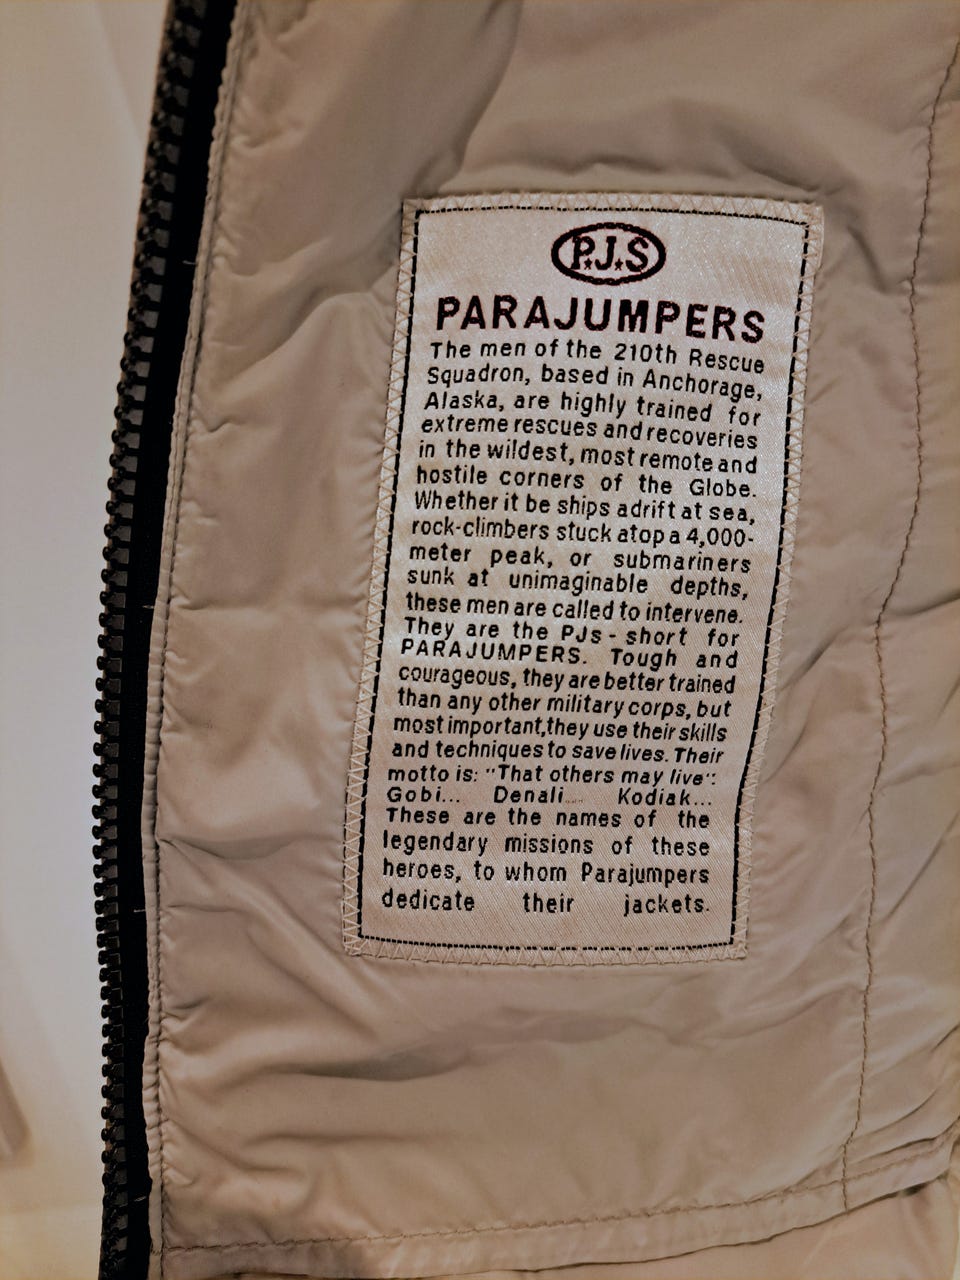 P.J.S
PARAJUMPERS
The men of the 210th Rescue
Squadron, based in Anchorage,
Alaska, are highly trained for
extreme rescues and recoveries
in the wildest, most remote and
hostile corners of the Globe.
Whether it be ships adrift at sea,
rock-climbers stuck atop a 4,000-
meter peak, or submariners
sunk at unimaginable depths,
these men are called to intervene.
They are the PJs - short for
PARAJUMPERS. Tough and
courageous, they are better trained
than any other military corps, but
most important,they use their skills
and techniques to save lives. Their
motto is: "That others may live":
Gobi... Denali.... Kodiak...
These are the names of the
legendary missions of these
heroes, to whom Parajumpers
dedicate their jackets.